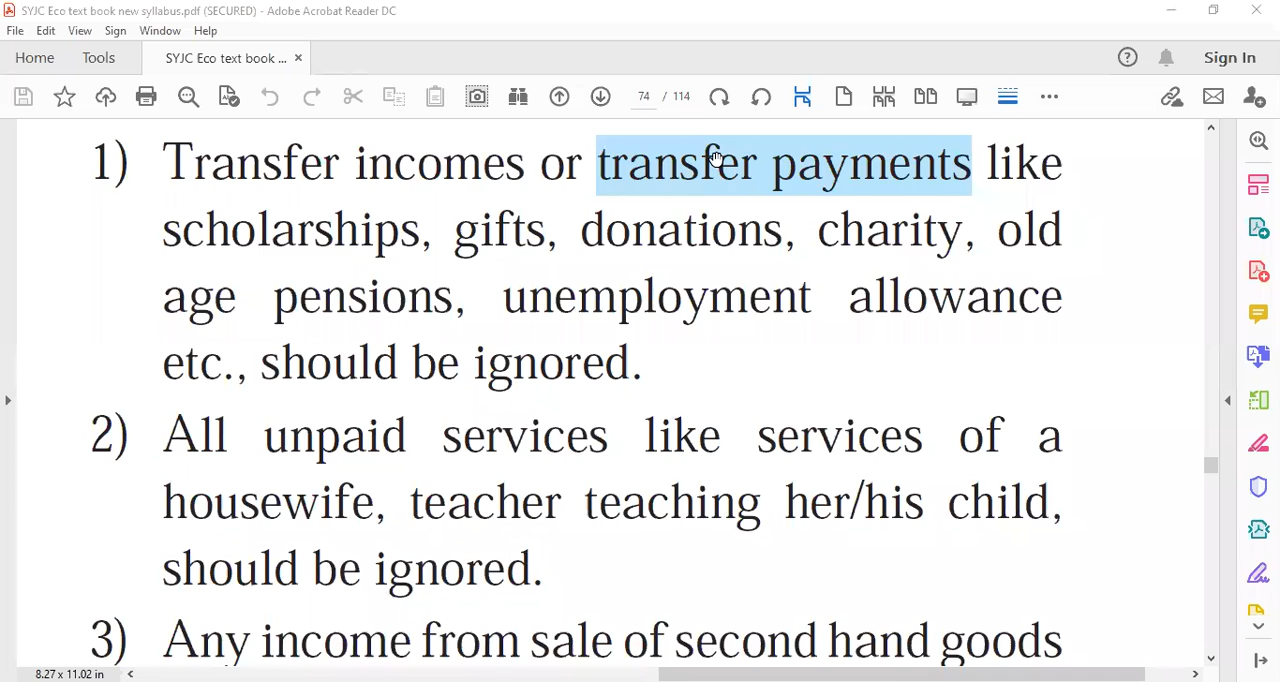 SYJC Eco text book new syllabus.pdf (SECURED) - Adobe Acrobat Reader DC
File Edit View Sign Window Help
Home Tools SYJC Eco text book ... × Sign In
74 / 114
1) Transfer incomes or transfer payments like
scholarships, gifts, donations, charity, old
age pensions, unemployment allowance
etc., should be ignored.
2) All unpaid services like services of a
housewife, teacher teaching her/his child,
should be ignored.
3) Any income from sale of second hand goods
8.27 x 11.02 in